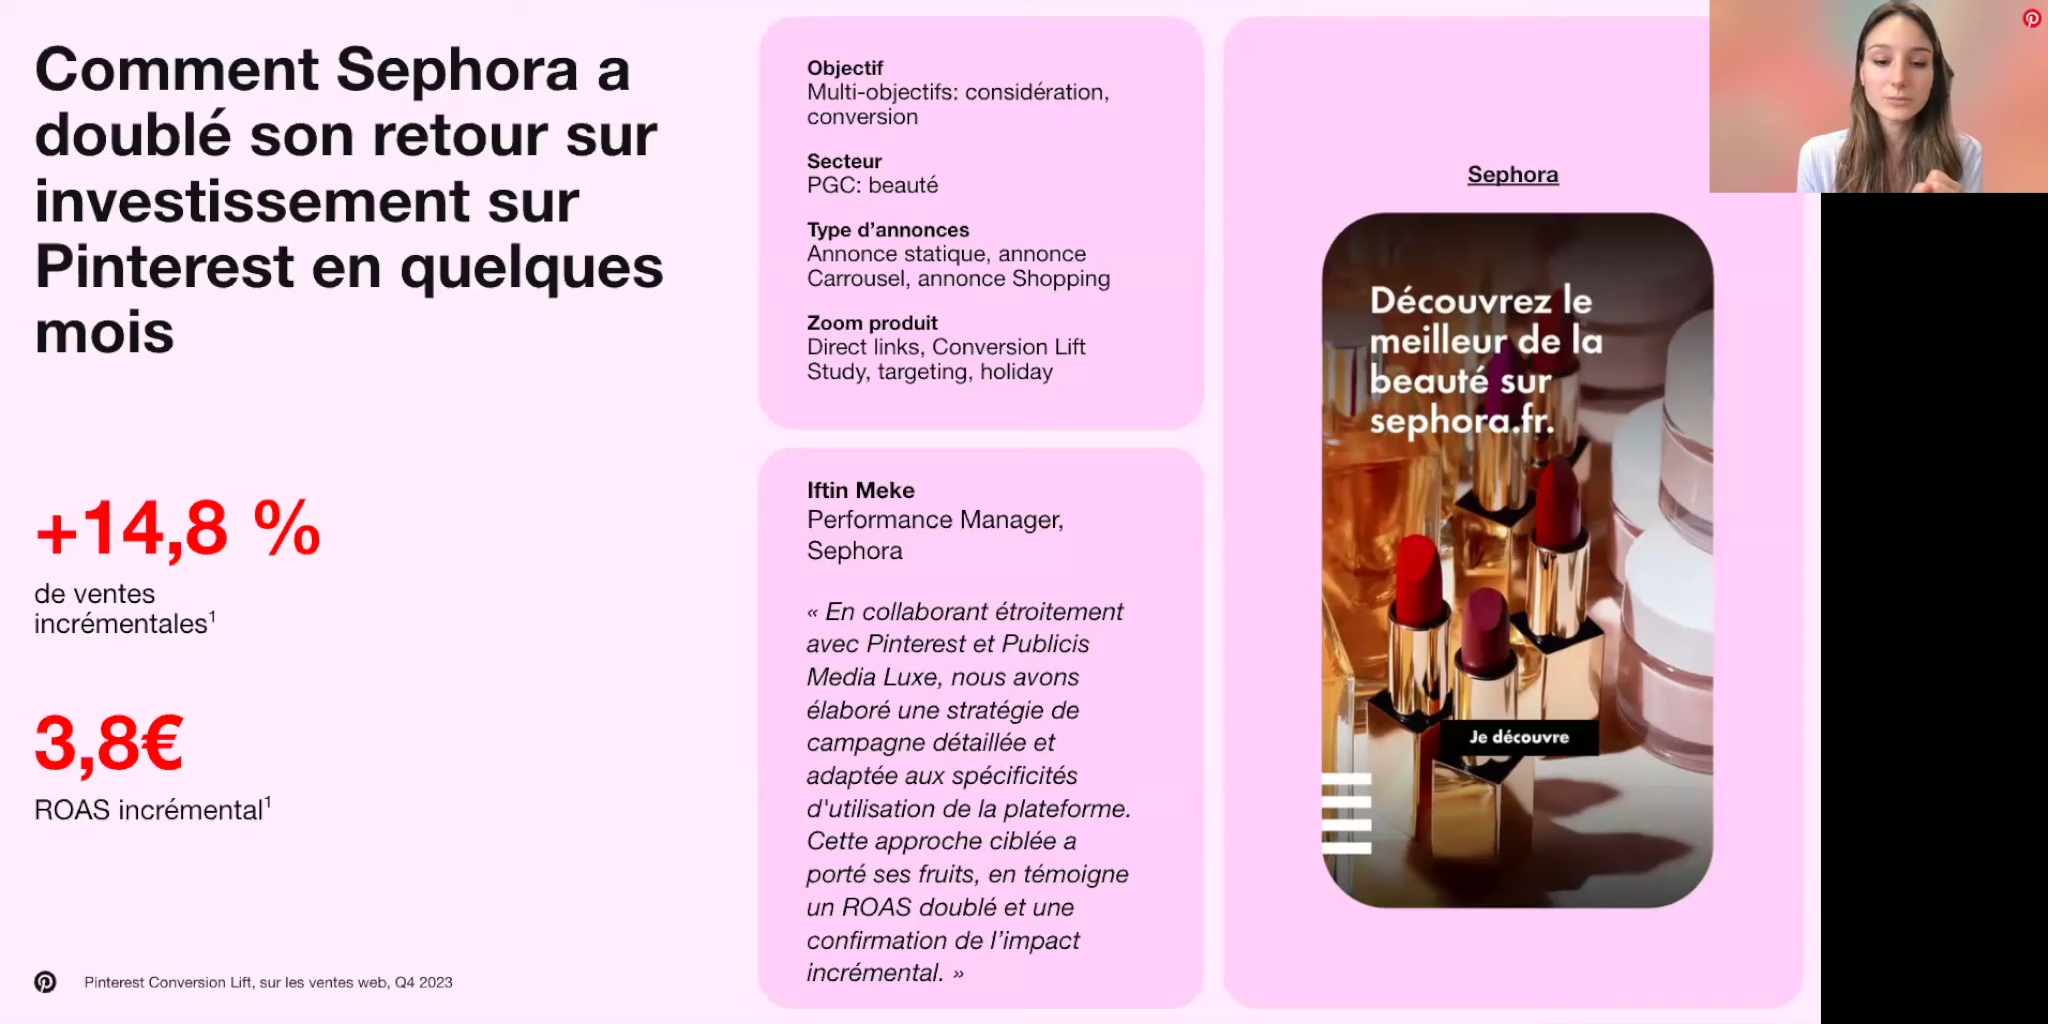 Comment Sephora a
doublé son retour sur
investissement sur
Pinterest en quelques
mois
+14,8 %
de ventes
incrémentales¹
3,8€
ROAS incrémental¹
Pinterest Conversion Lift, sur les ventes web, Q4 2023
Objectif
Multi-objectifs: considération,
conversion
Secteur
PGC: beauté
Type d’annonces
Annonce statique, annonce
Carrousel, annonce Shopping
Zoom produit
Direct links, Conversion Lift
Study, targeting, holiday
Iftin Meke
Performance Manager,
Sephora
« En collaborant étroitement
avec Pinterest et Publicis
Media Luxe, nous avons
élaboré une stratégie de
campagne détaillée et
adaptée aux spécificités
d'utilisation de la plateforme.
Cette approche ciblée a
porté ses fruits, en témoigne
un ROAS doublé et une
confirmation de l’impact
incrémental. »
Sephora
Découvrez le
meilleur de la
beauté sur
sephora.fr.
Je découvre